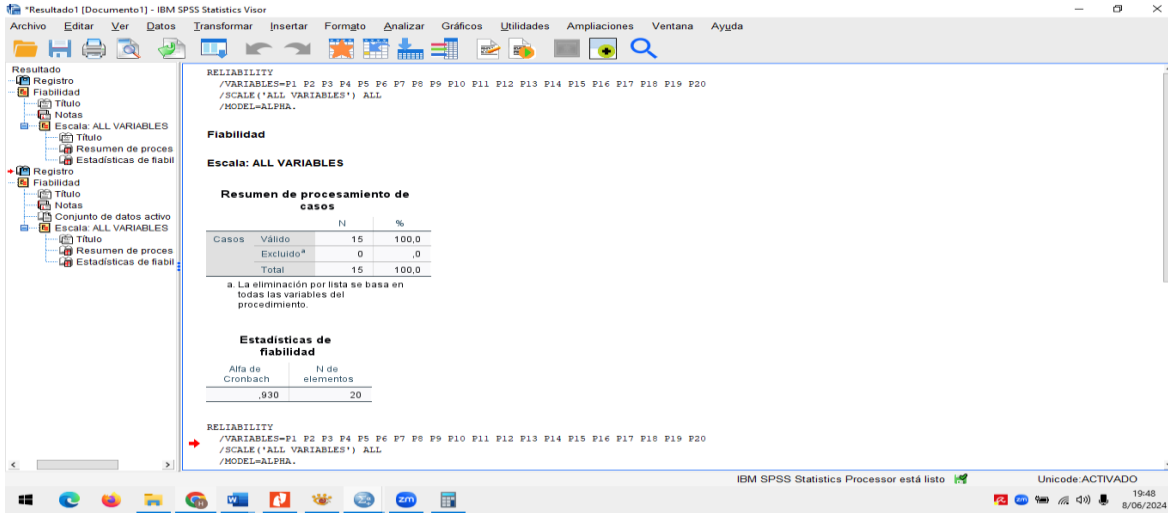 *Resultado1 [Documento1] - IBM SPSS Statistics Visor
Archivo Editar Ver Datos Transformar Insertar Formato Analizar Gráficos Utilidades Ampliaciones Ventana Ayuda
Resultado
Registro
Fiabilidad
Título
Notas
Escala: ALL VARIABLES
Título
Resumen de proces
Estadísticas de fiabil
Registro
Fiabilidad
Título
Notas
Conjunto de datos activo
Escala: ALL VARIABLES
Título
Resumen de proces
Estadísticas de fiabil
RELIABILITY
/VARIABLES=P1 P2 P3 P4 P5 P6 P7 P8 P9 P10 P11 P12 P13 P14 P15 P16 P17 P18 P19 P20
/SCALE('ALL VARIABLES') ALL
/MODEL=ALPHA.
Fiabilidad
Escala: ALL VARIABLES
Resumen de procesamiento de
casos
N %
Casos Válido 15 100,0
Excluido^a 0 ,0
Total 15 100,0
a. La eliminación por lista se basa en
todas las variables del
procedimiento.
Estadísticas de
fiabilidad
Alfa de N de
Cronbach elementos
,930 20
RELIABILITY
/VARIABLES=P1 P2 P3 P4 P5 P6 P7 P8 P9 P10 P11 P12 P13 P14 P15 P16 P17 P18 P19 P20
/SCALE('ALL VARIABLES') ALL
/MODEL=ALPHA.
IBM SPSS Statistics Processor está listo Unicode:ACTIVADO
zm
zm
19:48
8/06/2024